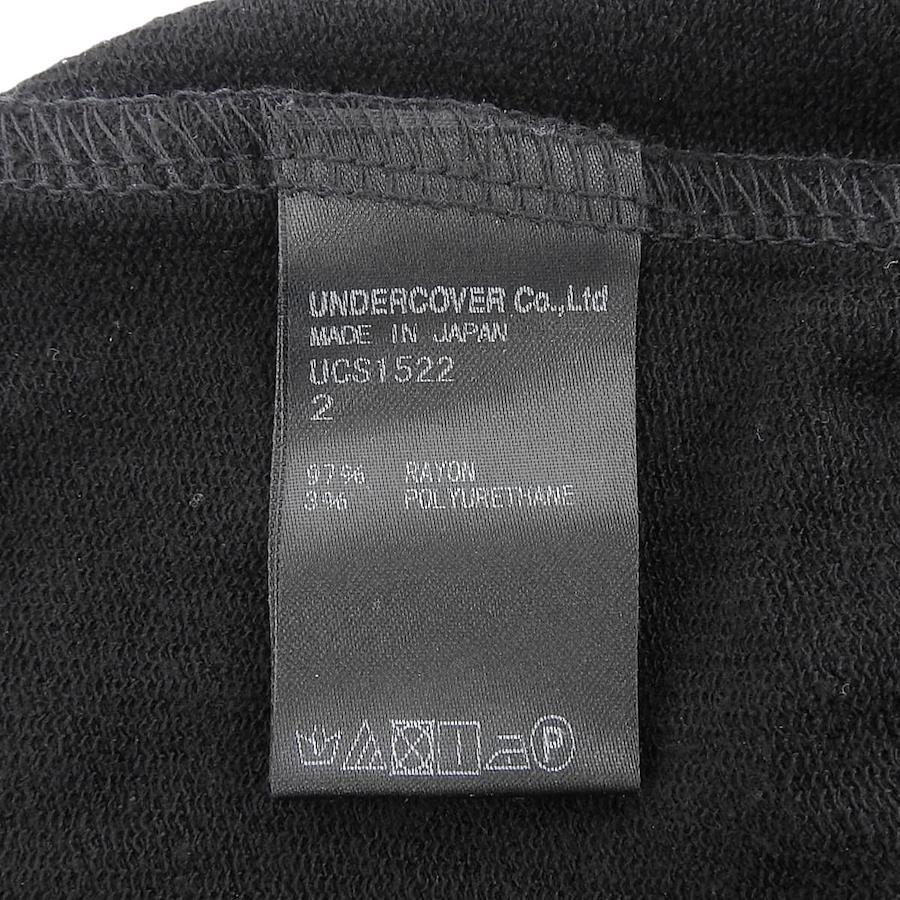 UNDERCOVER Co.,Ltd
MADE IN JAPAN
UCS1522
2
97% RAYON
3% POLYURETHANE
P